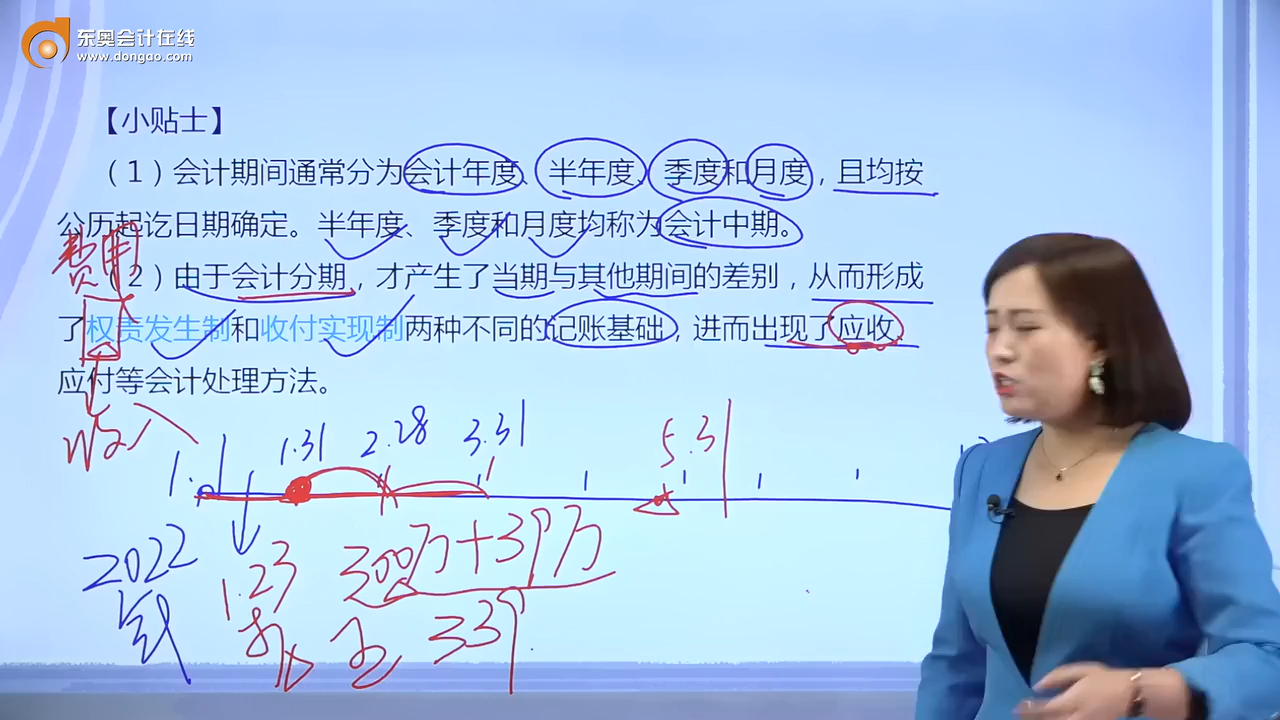 东奥会计在线
www.dongao.com
【小贴士】
（1）会计期间通常分为会计年度、半年度、季度和月度，且均按
公历起讫日期确定。半年度、季度和月度均称为会计中期。
费用
（2）由于会计分期，才产生了当期与其他期间的差别，从而形成
了权责发生制和收付实现制两种不同的记账基础，进而出现了应收、
应付等会计处理方法。
收入
1.1 1.31 2.28 3.31 5.31
2022
1.23 300万+39万
339